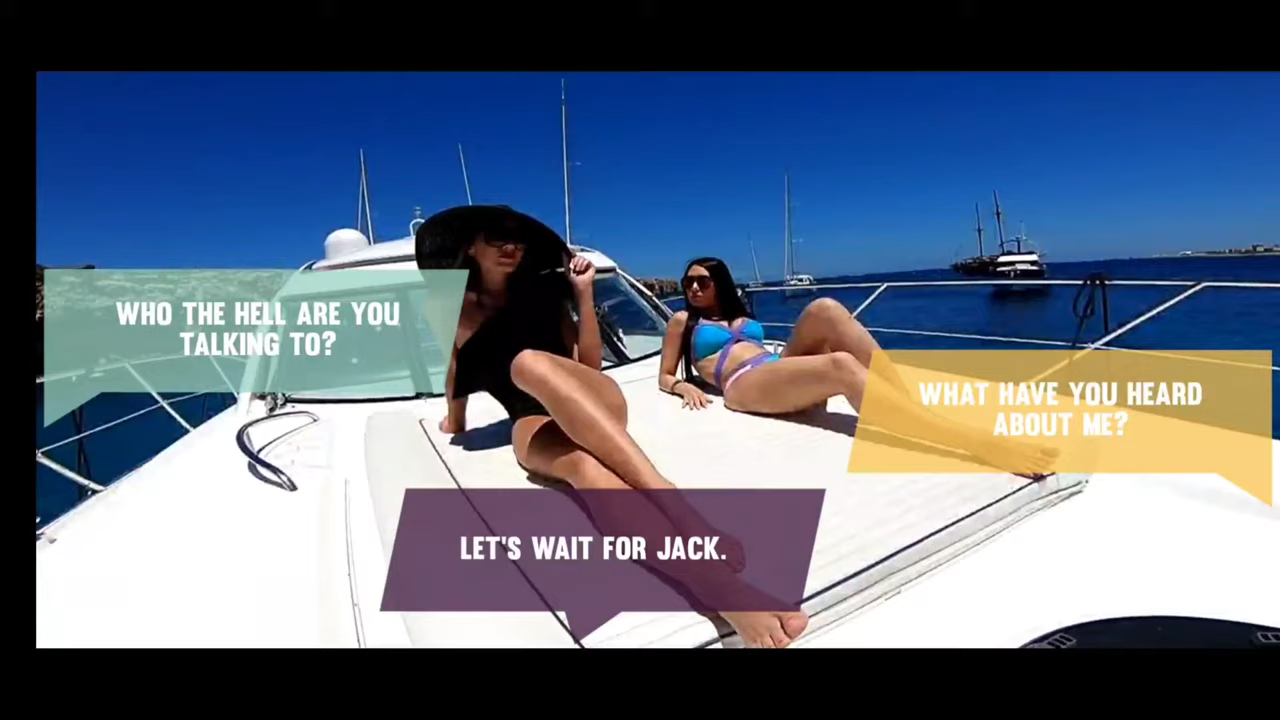 WHO THE HELL ARE YOU
TALKING TO?
WHAT HAVE YOU HEARD
ABOUT ME?
LET'S WAIT FOR JACK.